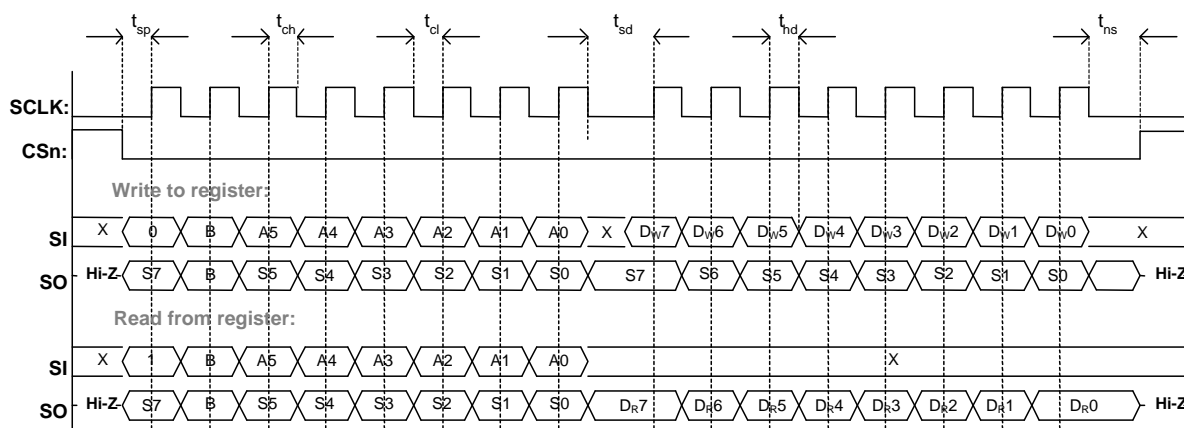 tsp tch tcl tsd thd tns
SCLK:
CSn:
Write to register:
SI X 0 B A5 A4 A3 A2 A1 A0 X DW7 DW6 DW5 DW4 DW3 DW2 DW1 DW0 X
SO Hi-Z S7 B S5 S4 S3 S2 S1 S0 S7 S6 S5 S4 S3 S2 S1 S0 Hi-Z
Read from register:
SI X 1 B A5 A4 A3 A2 A1 A0 X
SO Hi-Z S7 B S5 S4 S3 S2 S1 S0 DR7 DR6 DR5 DR4 DR3 DR2 DR1 DR0 Hi-Z